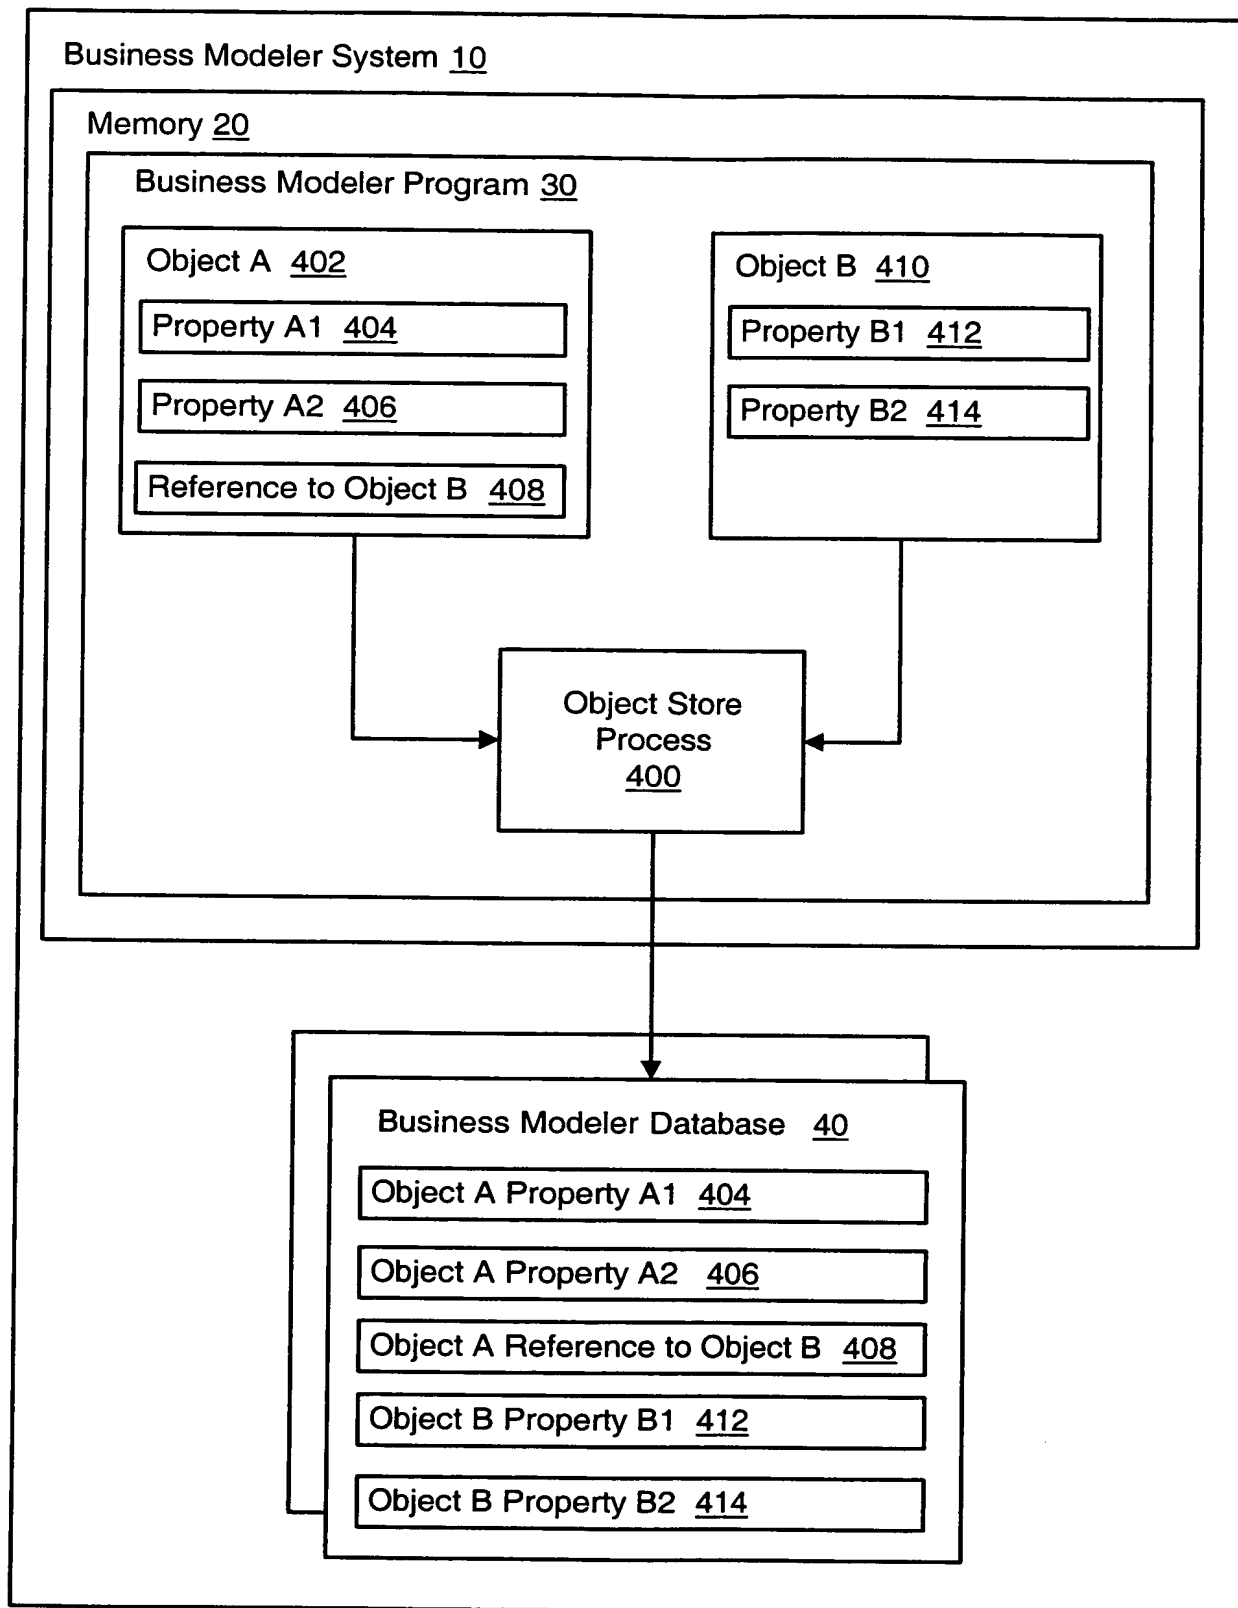 Business Modeler System 10
Memory 20
Business Modeler Program 30
Object A 402
Property A1 404
Property A2 406
Reference to Object B 408
Object B 410
Property B1 412
Property B2 414
Object Store
Process
400
Business Modeler Database 40
Object A Property A1 404
Object A Property A2 406
Object A Reference to Object B 408
Object B Property B1 412
Object B Property B2 414